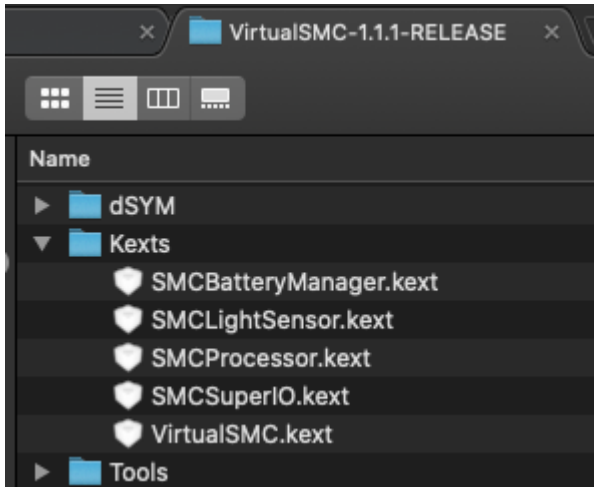 VirtualSMC-1.1.1-RELEASE
Name
dSYM
Kexts
SMCBatteryManager.kext
SMCLightSensor.kext
SMCProcessor.kext
SMCSuperIO.kext
VirtualSMC.kext
Tools